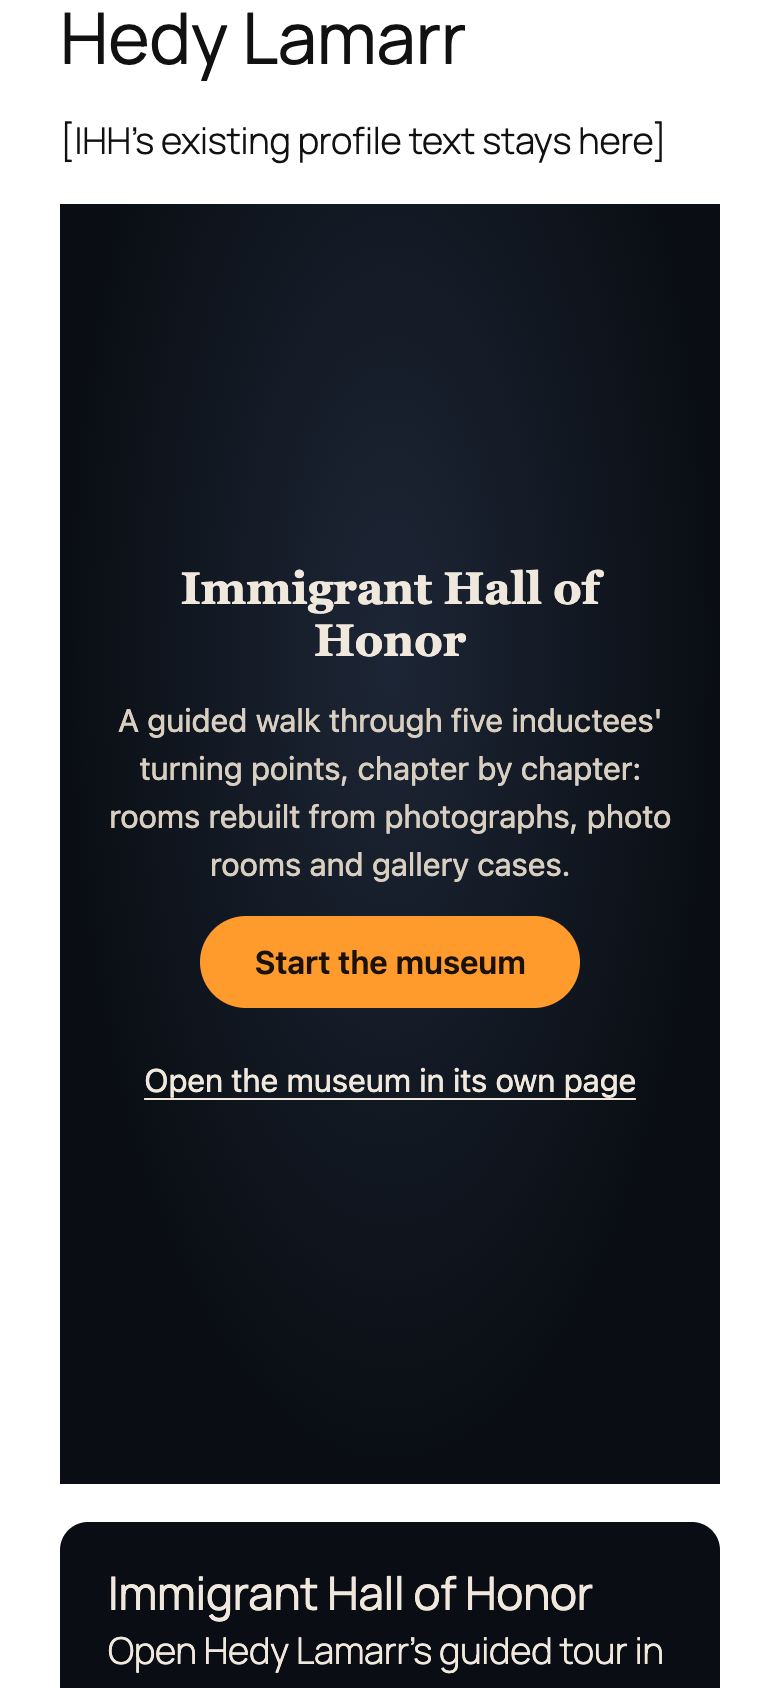 Hedy Lamarr
[IHH’s existing profile text stays here]
Immigrant Hall of
Honor
A guided walk through five inductees'
turning points, chapter by chapter:
rooms rebuilt from photographs, photo
rooms and gallery cases.
Start the museum
Open the museum in its own page
Immigrant Hall of Honor
Open Hedy Lamarr’s guided tour in